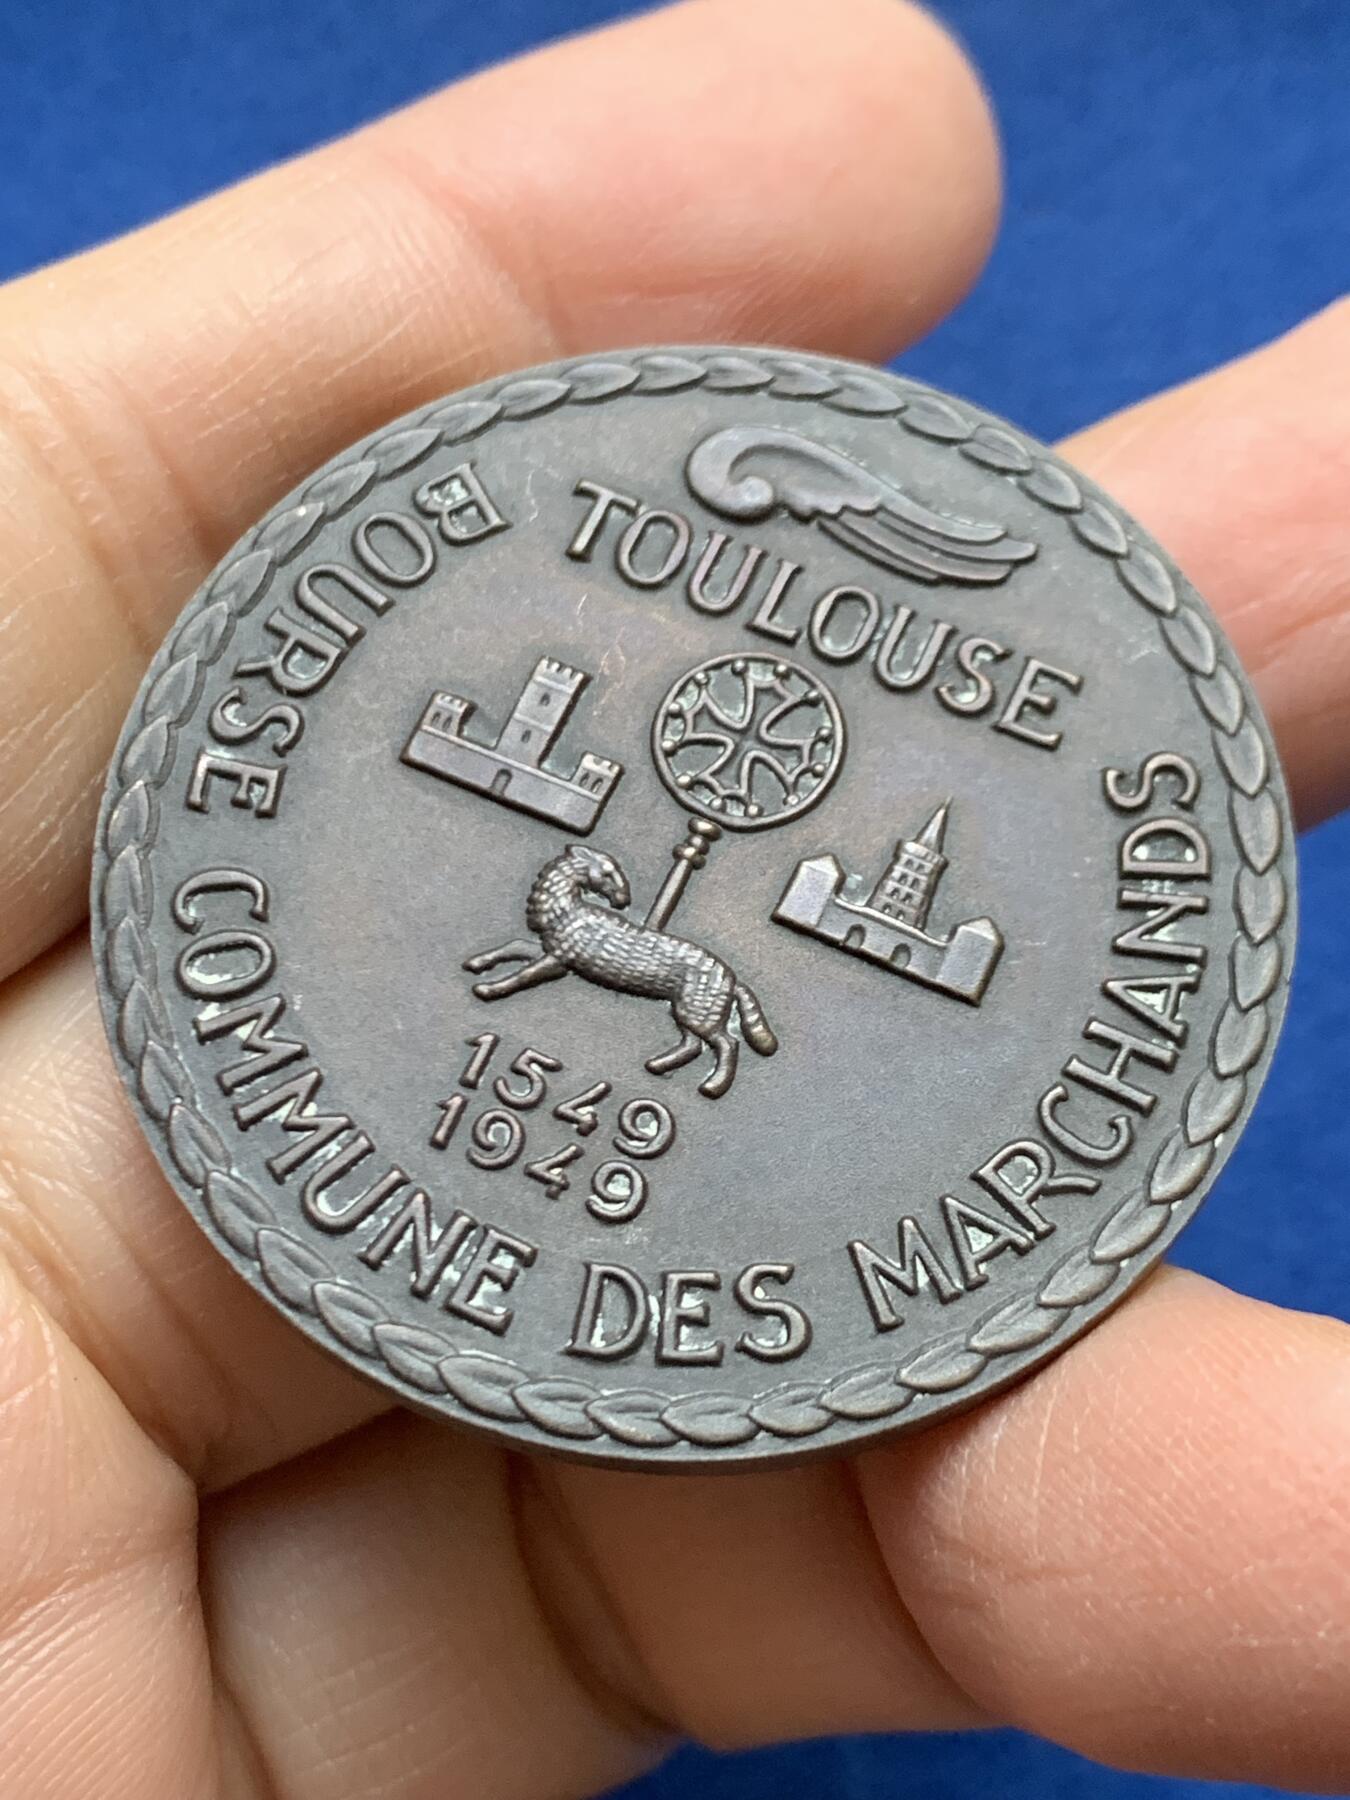 TOULOUSE
BOURSE COMMUNE DES MARCHANDS
1549
1949